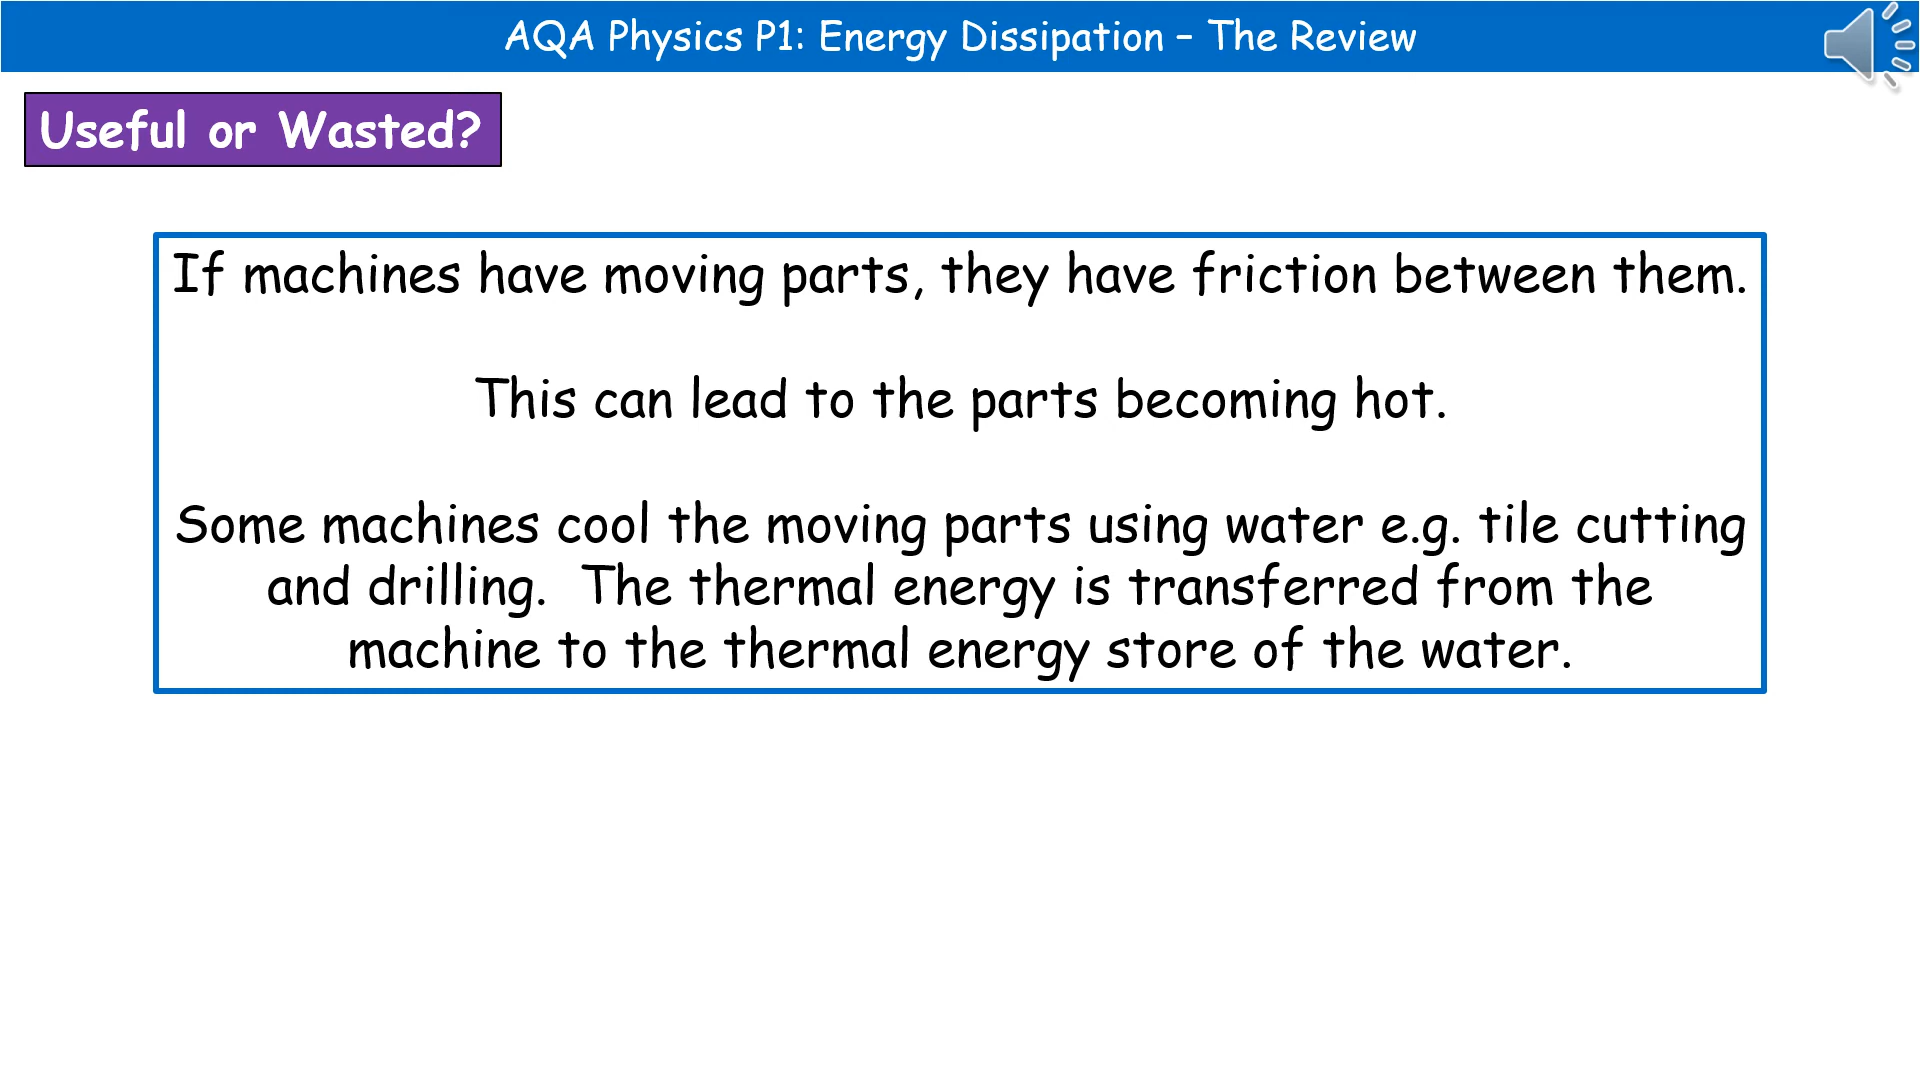 AQA Physics P1: Energy Dissipation – The Review
Useful or Wasted?
If machines have moving parts, they have friction between them.
This can lead to the parts becoming hot.
Some machines cool the moving parts using water e.g. tile cutting
and drilling.  The thermal energy is transferred from the
machine to the thermal energy store of the water.